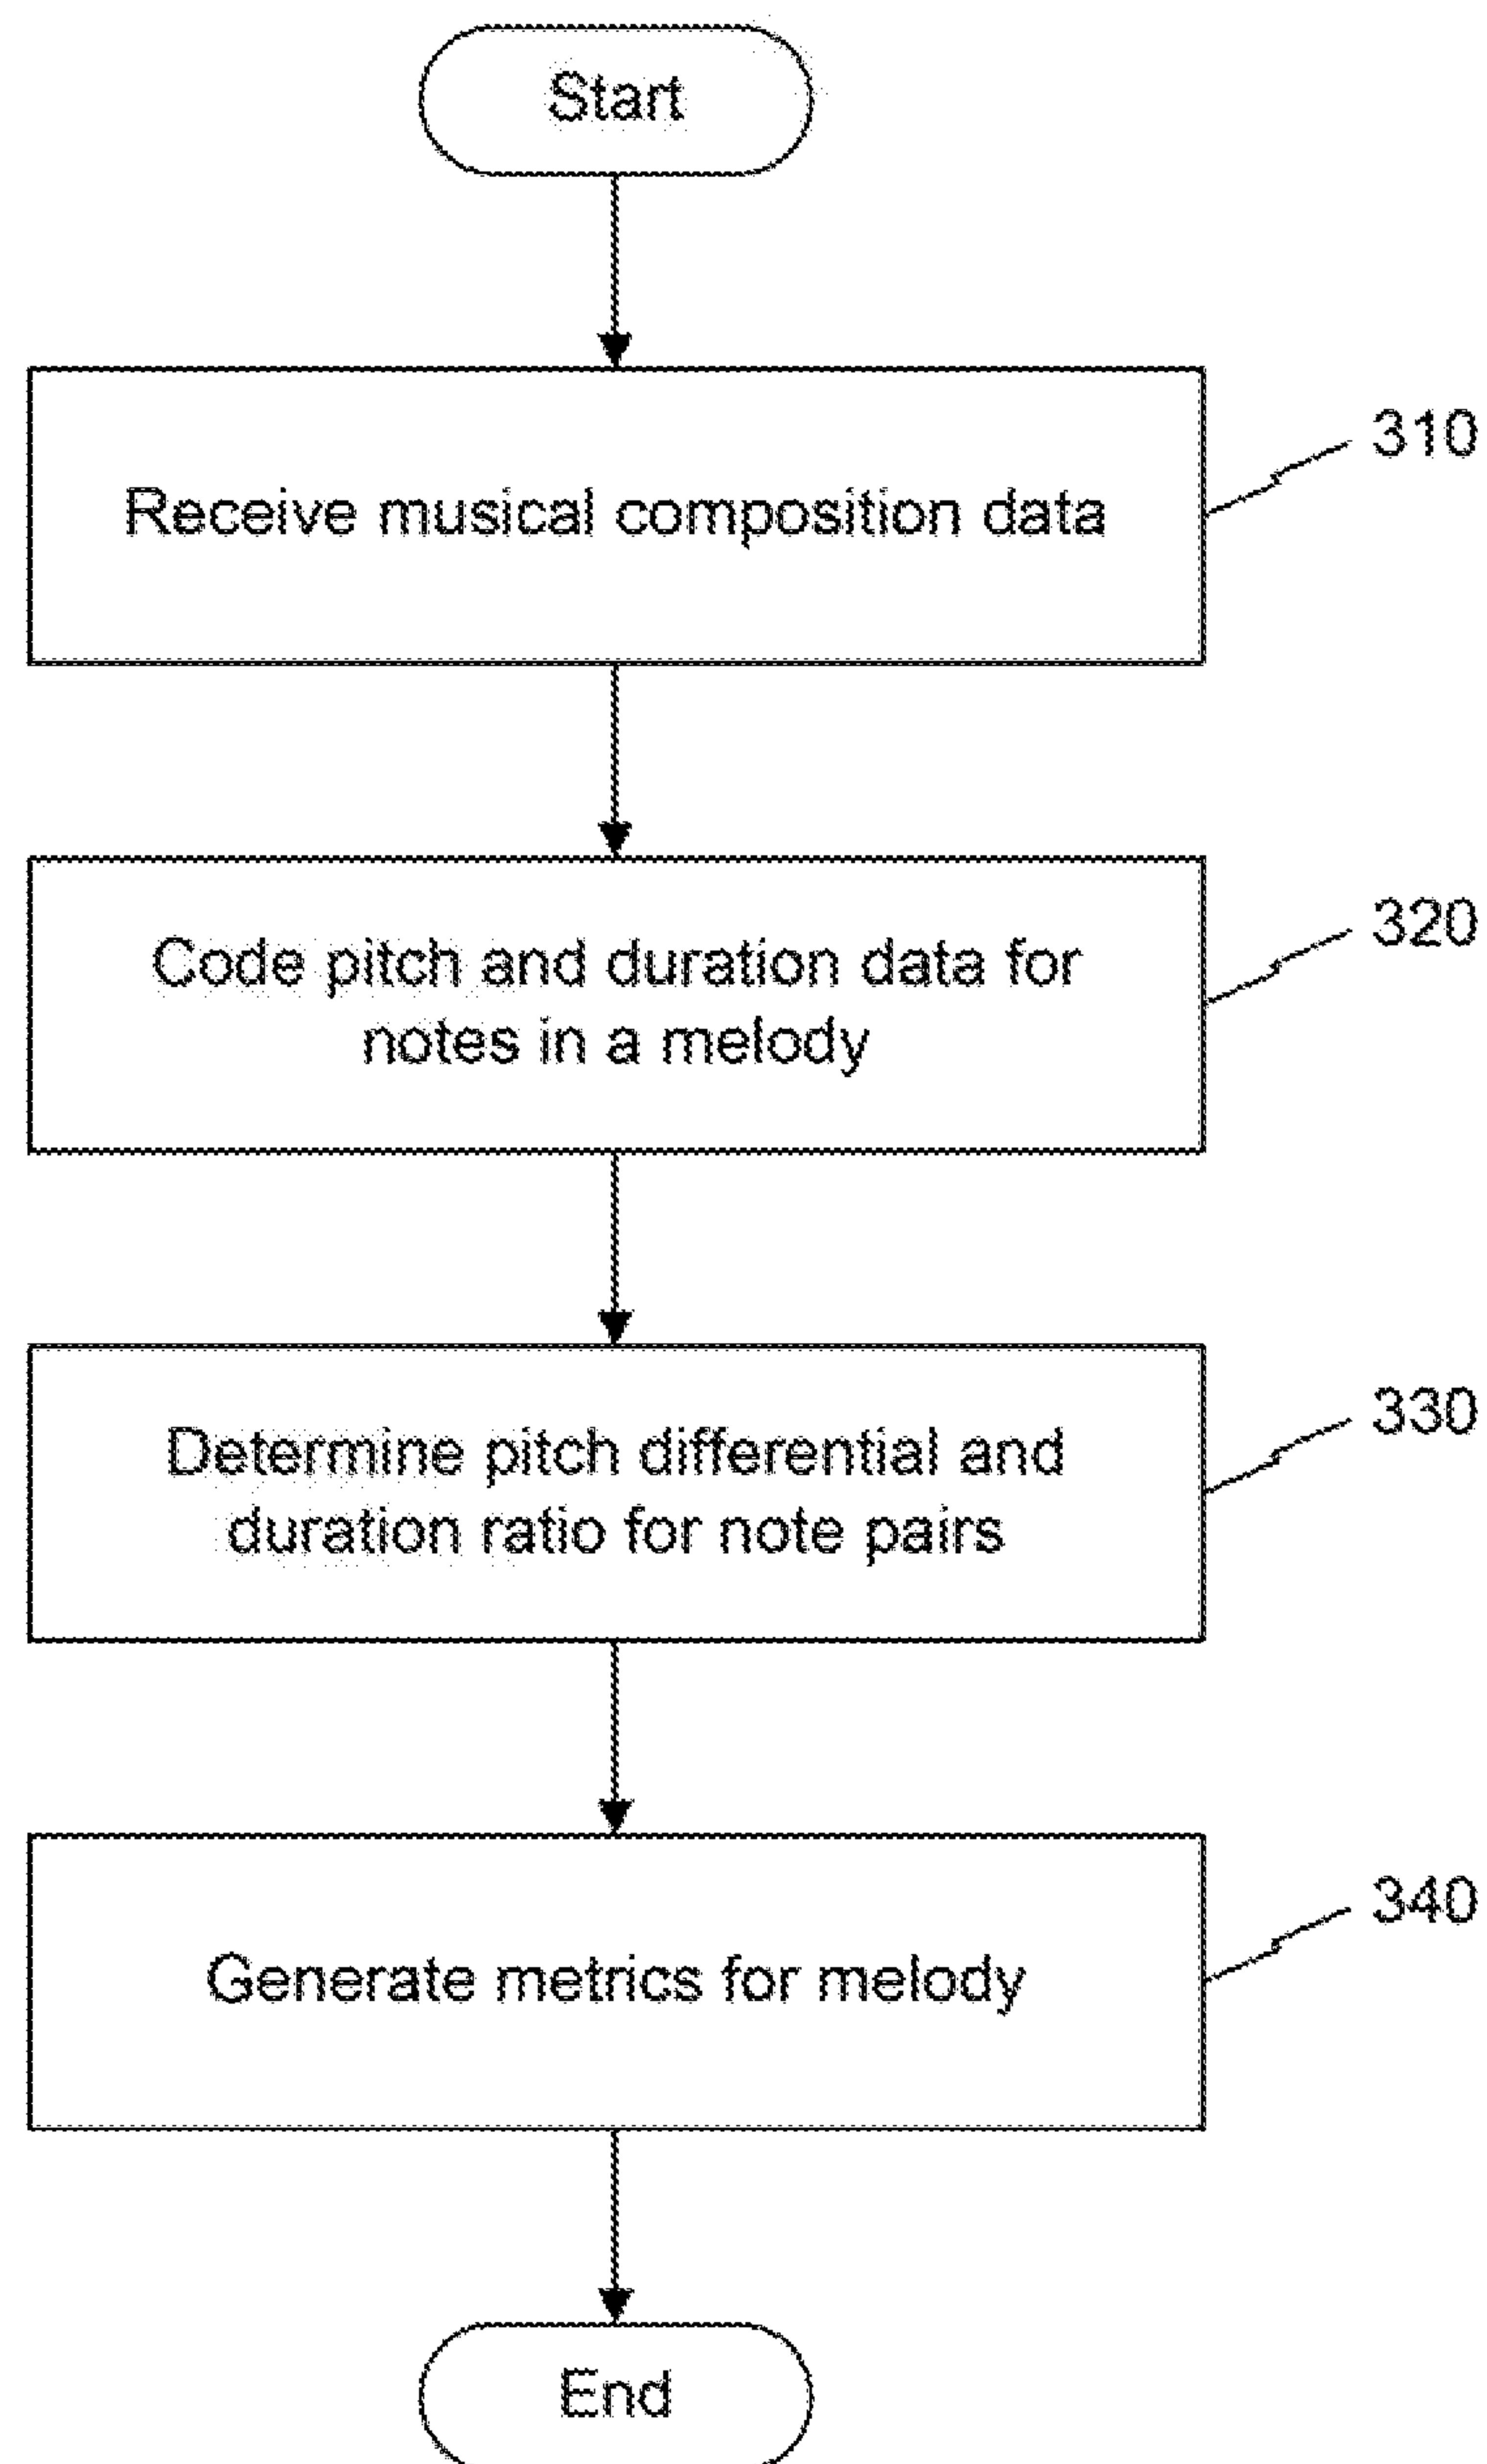 Start
Receive musical composition data
310
Code pitch and duration data for
notes in a melody
320
Determine pitch differential and
duration ratio for note pairs
330
Generate metrics for melody
340
End